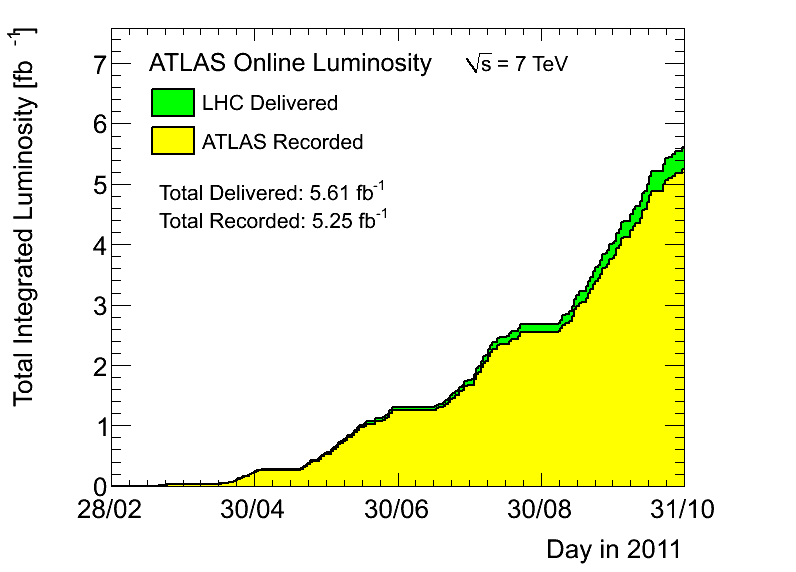 Total Integrated Luminosity [fb⁻¹]
ATLAS Online Luminosity √s = 7 TeV
LHC Delivered
ATLAS Recorded
Total Delivered: 5.61 fb⁻¹
Total Recorded: 5.25 fb⁻¹
7
6
5
4
3
2
1
0
28/02 30/04 30/06 30/08 31/10
Day in 2011